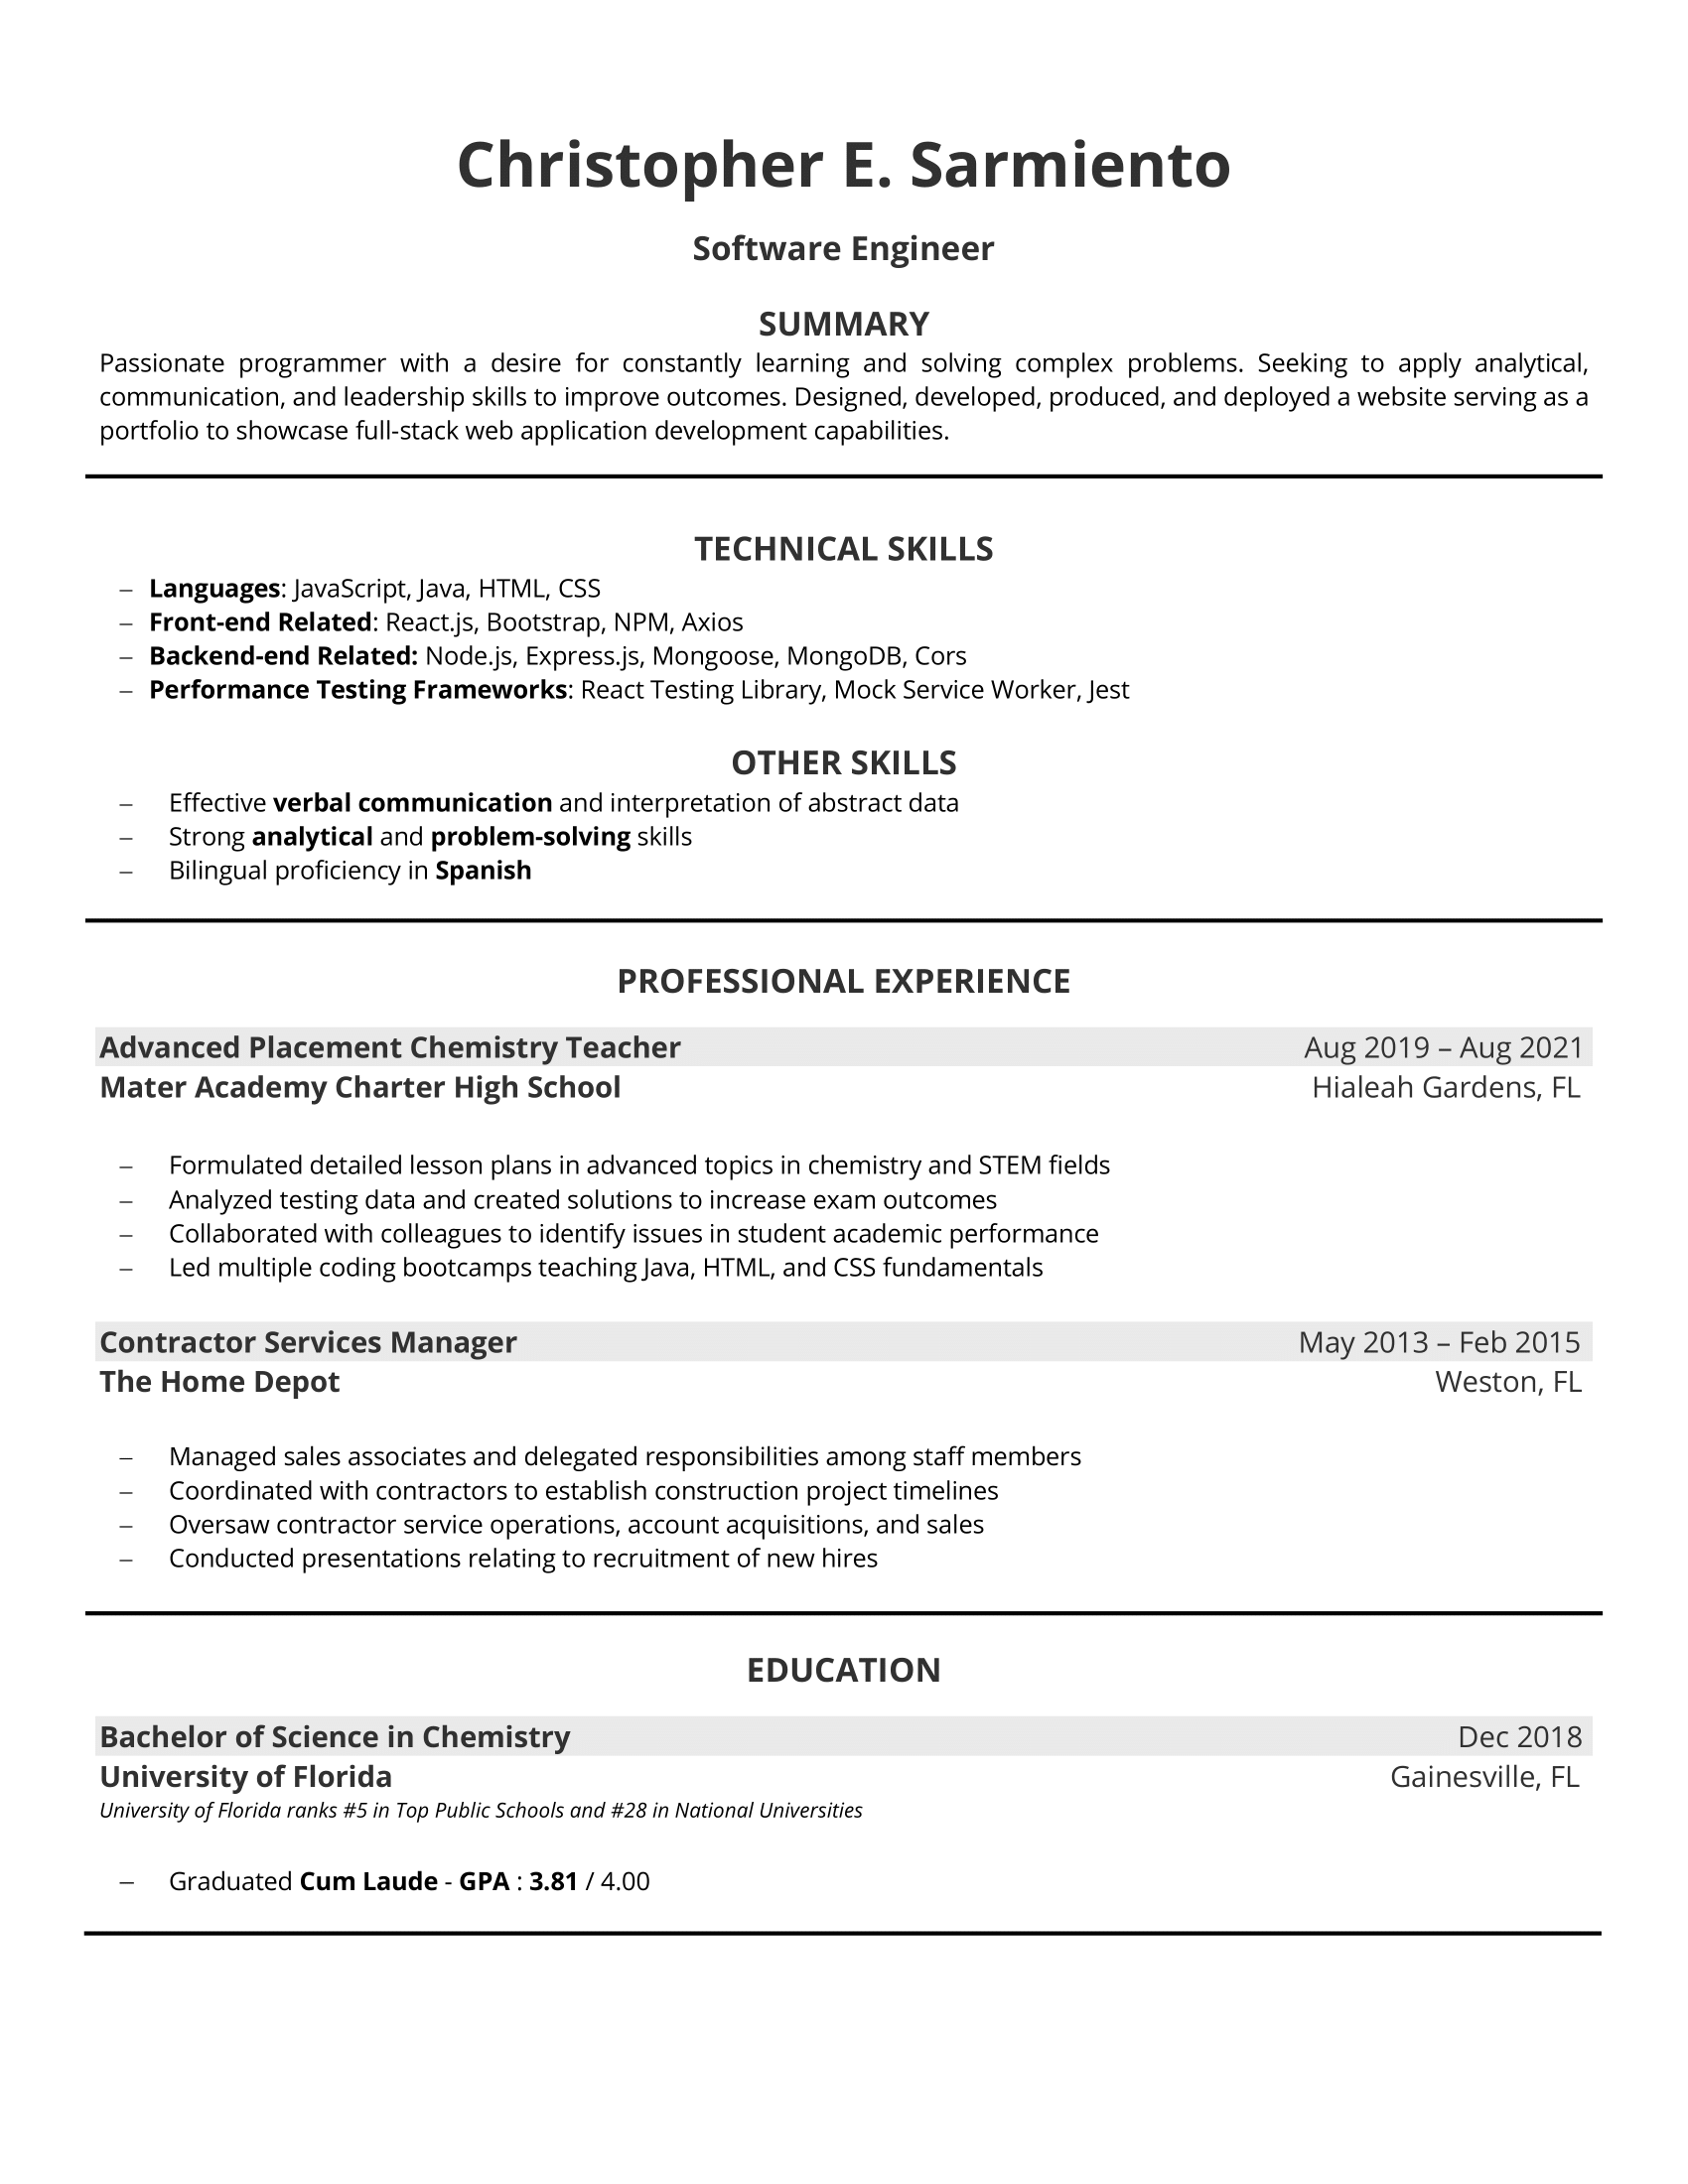 Christopher E. Sarmiento
Software Engineer
SUMMARY
Passionate programmer with a desire for constantly learning and solving complex problems. Seeking to apply analytical,
communication, and leadership skills to improve outcomes. Designed, developed, produced, and deployed a website serving as a
portfolio to showcase full-stack web application development capabilities.
TECHNICAL SKILLS
– Languages: JavaScript, Java, HTML, CSS
– Front-end Related: React.js, Bootstrap, NPM, Axios
– Backend-end Related: Node.js, Express.js, Mongoose, MongoDB, Cors
– Performance Testing Frameworks: React Testing Library, Mock Service Worker, Jest
OTHER SKILLS
– Effective verbal communication and interpretation of abstract data
– Strong analytical and problem-solving skills
– Bilingual proficiency in Spanish
PROFESSIONAL EXPERIENCE
Advanced Placement Chemistry Teacher Aug 2019 – Aug 2021
Mater Academy Charter High School Hialeah Gardens, FL
– Formulated detailed lesson plans in advanced topics in chemistry and STEM fields
– Analyzed testing data and created solutions to increase exam outcomes
– Collaborated with colleagues to identify issues in student academic performance
– Led multiple coding bootcamps teaching Java, HTML, and CSS fundamentals
Contractor Services Manager May 2013 – Feb 2015
The Home Depot Weston, FL
– Managed sales associates and delegated responsibilities among staff members
– Coordinated with contractors to establish construction project timelines
– Oversaw contractor service operations, account acquisitions, and sales
– Conducted presentations relating to recruitment of new hires
EDUCATION
Bachelor of Science in Chemistry Dec 2018
University of Florida Gainesville, FL
University of Florida ranks #5 in Top Public Schools and #28 in National Universities
– Graduated Cum Laude - GPA : 3.81 / 4.00